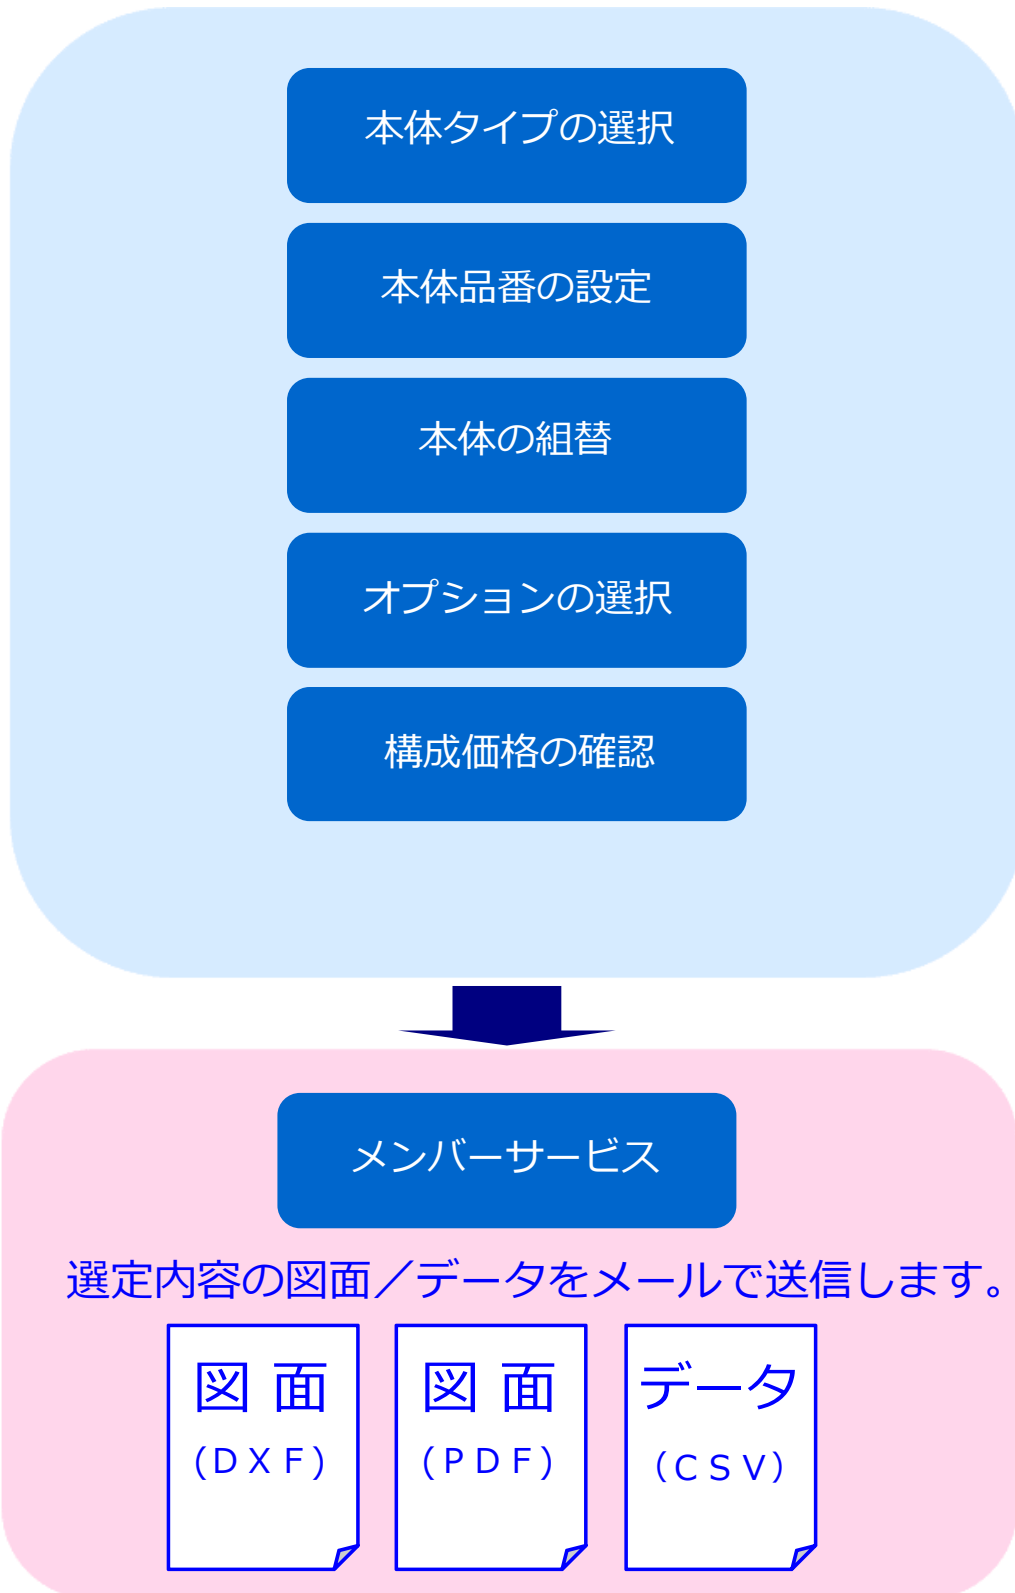 本体タイプの選択
本体品番の設定
本体の組替
オプションの選択
構成価格の確認
メンバーサービス
選定内容の図面／データをメールで送信します。
図 面
（ＤＸＦ）
図 面
（ＰＤＦ）
データ
（ＣＳＶ）